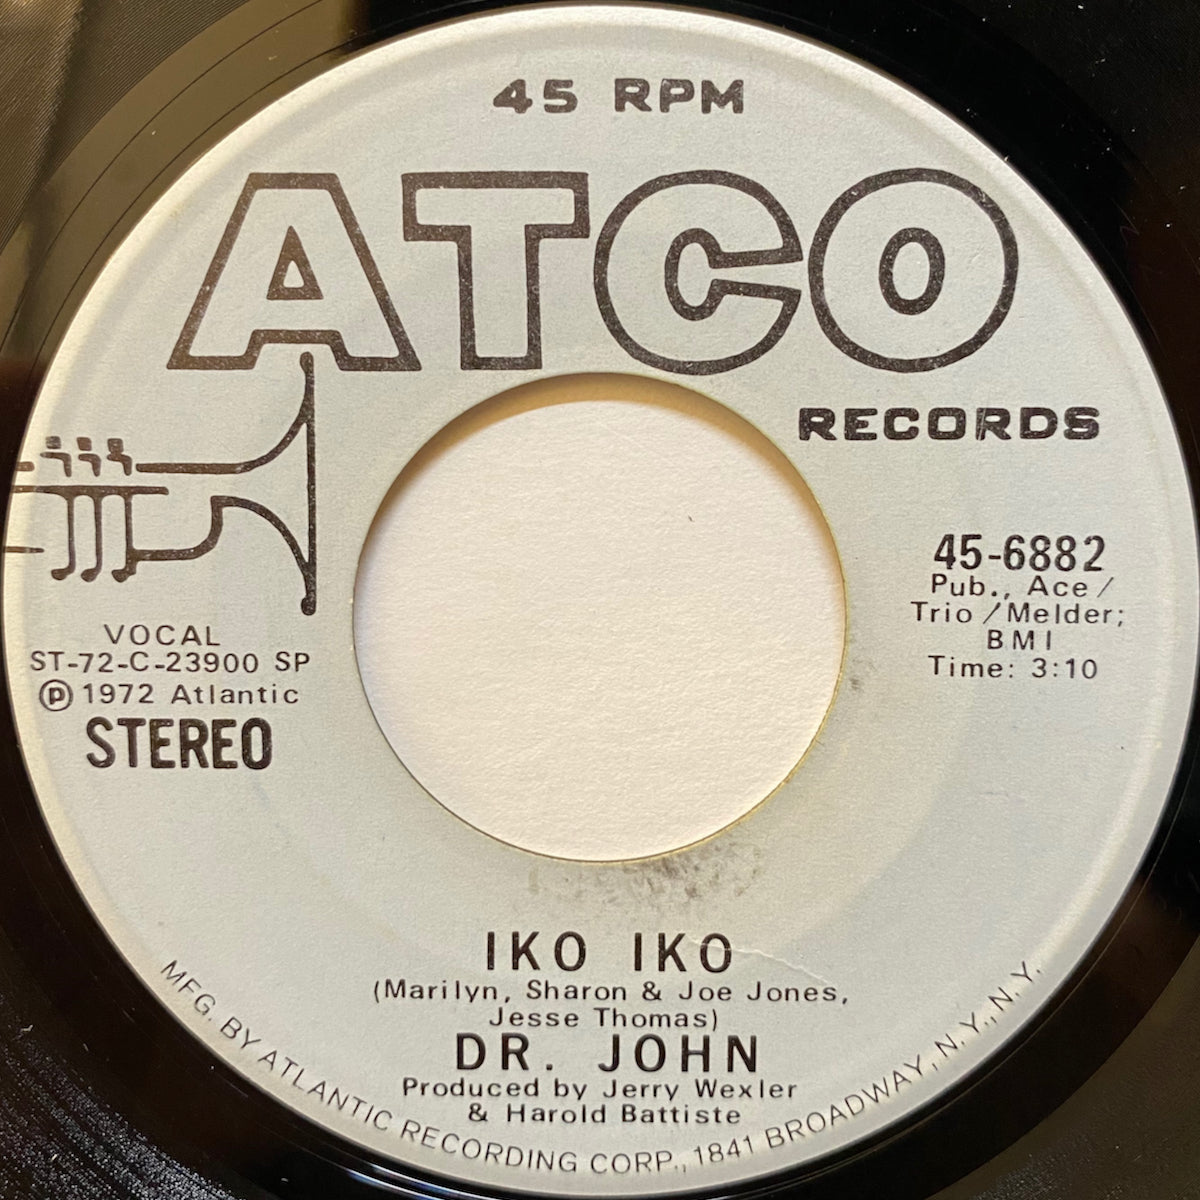 45 RPM
ATCO
RECORDS
45-6882
Pub., Ace /
Trio / Melder;
BMI
Time: 3:10
VOCAL
ST-72-C-23900 SP
Ⓟ 1972 Atlantic
STEREO
IKO IKO
(Marilyn, Sharon & Joe Jones,
Jesse Thomas)
DR. JOHN
Produced by Jerry Wexler
& Harold Battiste
MFG. BY ATLANTIC RECORDING CORP., 1841 BROADWAY, N.Y., N.Y.